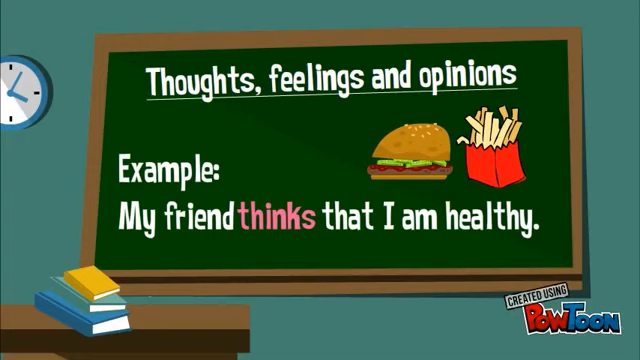 Thoughts, feelings and opinions
Example:
My friend thinks that I am healthy.
CREATED USING
POWTOON